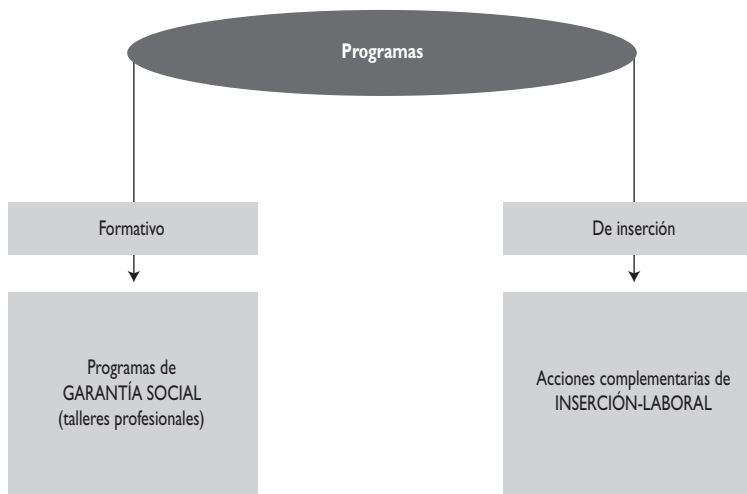 Programas
Formativo
De inserción
Programas de
GARANTÍA SOCIAL
(talleres profesionales)
Acciones complementarias de
INSERCIÓN-LABORAL